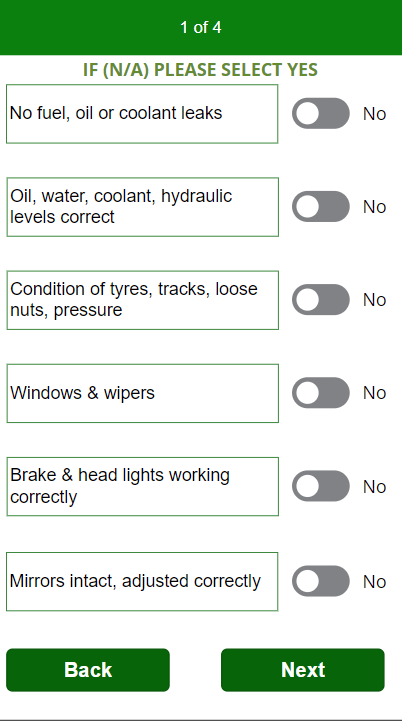 1 of 4
IF (N/A) PLEASE SELECT YES
No fuel, oil or coolant leaks
No
Oil, water, coolant, hydraulic
levels correct
No
Condition of tyres, tracks, loose
nuts, pressure
No
Windows & wipers
No
Brake & head lights working
correctly
No
Mirrors intact, adjusted correctly
No
Back
Next